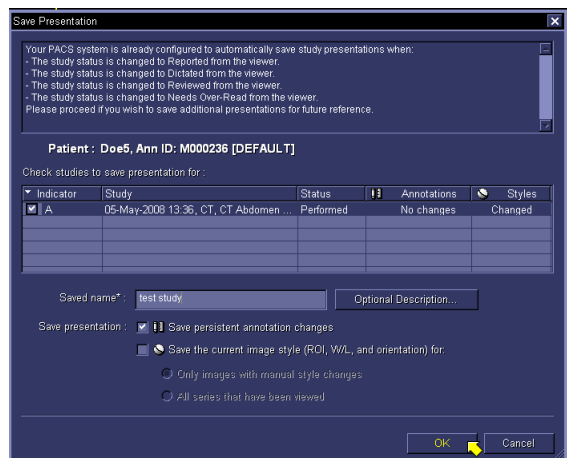 Save Presentation
Your PACS system is already configured to automatically save study presentations when:
- The study status is changed to Reported from the viewer.
- The study status is changed to Dictated from the viewer.
- The study status is changed to Reviewed from the viewer.
- The study status is changed to Needs Over-Read from the viewer.
Please proceed if you wish to save additional presentations for future reference.
Patient : Doe5, Ann ID: M000236 [DEFAULT]
Check studies to save presentation for :
Indicator Study Status Annotations Styles
A 05-May-2008 13:36, CT, CT Abdomen ... Performed No changes Changed
Saved name* : test study Optional Description...
Save presentation : Save persistent annotation changes
Save the current image style (ROI, W/L, and orientation) for:
Only images with manual style changes
All series that have been viewed
OK Cancel